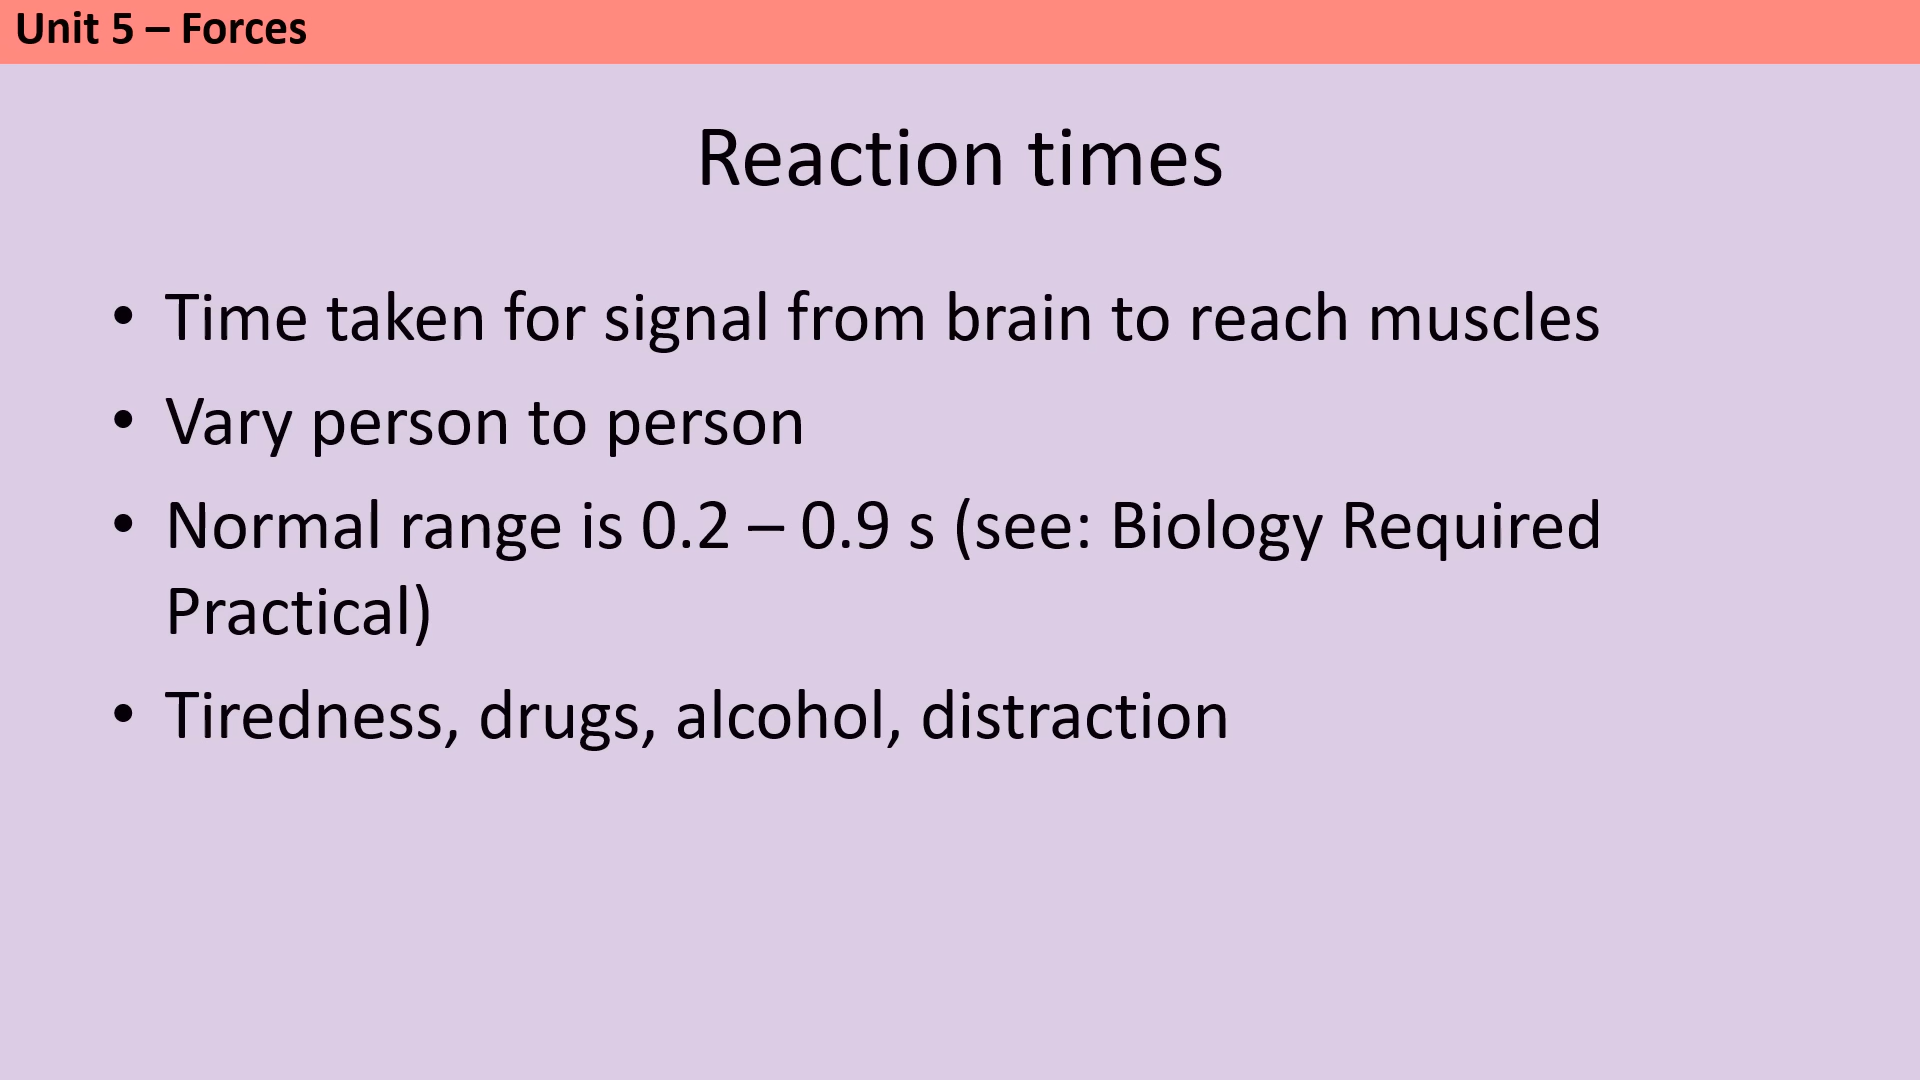 Unit 5 – Forces
Reaction times
• Time taken for signal from brain to reach muscles
• Vary person to person
• Normal range is 0.2 – 0.9 s (see: Biology Required
Practical)
• Tiredness, drugs, alcohol, distraction